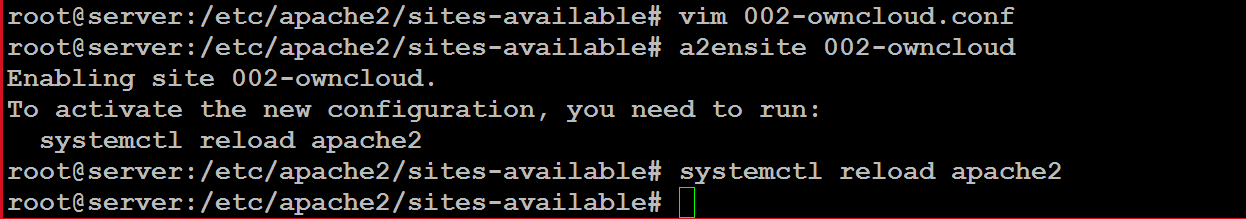 root@server:/etc/apache2/sites-available# vim 002-owncloud.conf
root@server:/etc/apache2/sites-available# a2ensite 002-owncloud
Enabling site 002-owncloud.
To activate the new configuration, you need to run:
  systemctl reload apache2
root@server:/etc/apache2/sites-available# systemctl reload apache2
root@server:/etc/apache2/sites-available#